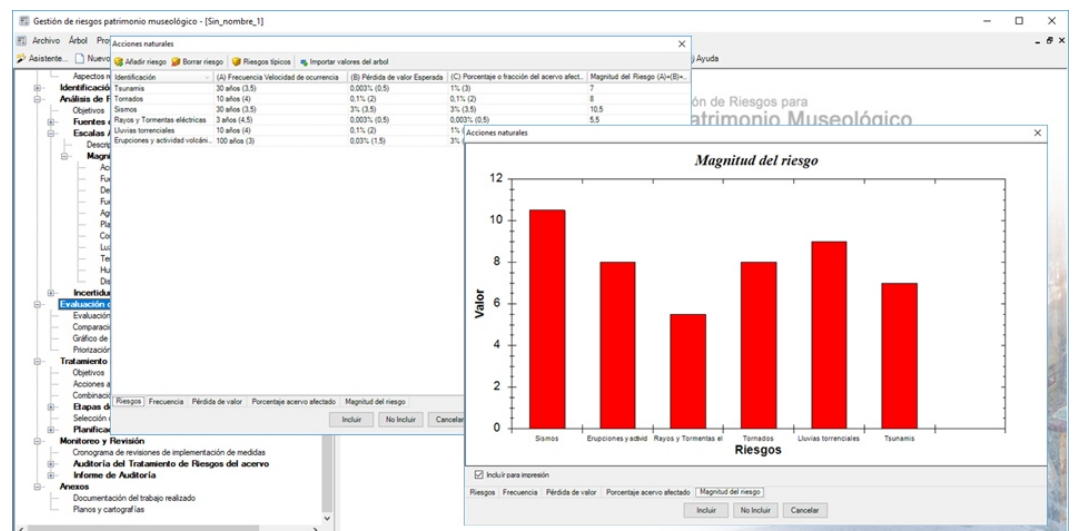 Gestión de riesgos patrimonio museológico - [Sin_nombre_1]
Archivo Árbol
Asistente... Nuevo
Ayuda
Aspectos
Identificació
Análisis de
Objetivos
Fuentes
Escalas
Magni
Incertidu
Evaluación
Evaluación
Comparaci
Gráfico de
Priorización
Tratamiento
Objetivos
Acciones
Combinaci
Etapas
Selección
Planifica
Monitoreo y Revisión
Cronograma de revisiones de implementación de medidas
Auditoría del Tratamiento de Riesgos del acervo
Informe de Auditoría
Anexos
Documentación del trabajo realizado
Planos y cartografías
ón de Riesgos para
atrimonio Museológico
Acciones naturales
Añadir riesgo Borrar riesgo Riesgos típicos Importar valores del arbol
Identificación (A) Frecuencia Velocidad de ocurrencia (B) Pérdida de valor Esperada (C) Porcentaje o fracción del acervo afect.. Magnitud del Riesgo (A)+(B)+..
Tsunamis 30 años (3,5) 0,003% (0,5) 1% (3) 7
Tornados 10 años (4) 0,1% (2) 0,1% (2) 8
Sismos 30 años (3,5) 3% (3,5) 3% (3,5) 10,5
Rayos y Tormentas eléctricas 3 años (4,5) 0,003% (0,5) 0,003% (0,5) 5,5
Lluvias torrenciales 10 años (4) 0,1% (2) 1%
Erupciones y actividad volcáni.. 100 años (3) 0,03% (1,5) 3%
Riesgos Frecuencia Pérdida de valor Porcentaje acervo afectado Magnitud del riesgo
Incluir No Incluir Cancelar
Acciones naturales
Magnitud del riesgo
12
10
8
6
4
2
0
Valor
Sismos Erupciones y activid Rayos y Tormentas el Tornados Lluvias torrenciales Tsunamis
Riesgos
Incluir para impresión
Riesgos Frecuencia Pérdida de valor Porcentaje acervo afectado Magnitud del riesgo
Incluir No Incluir Cancelar